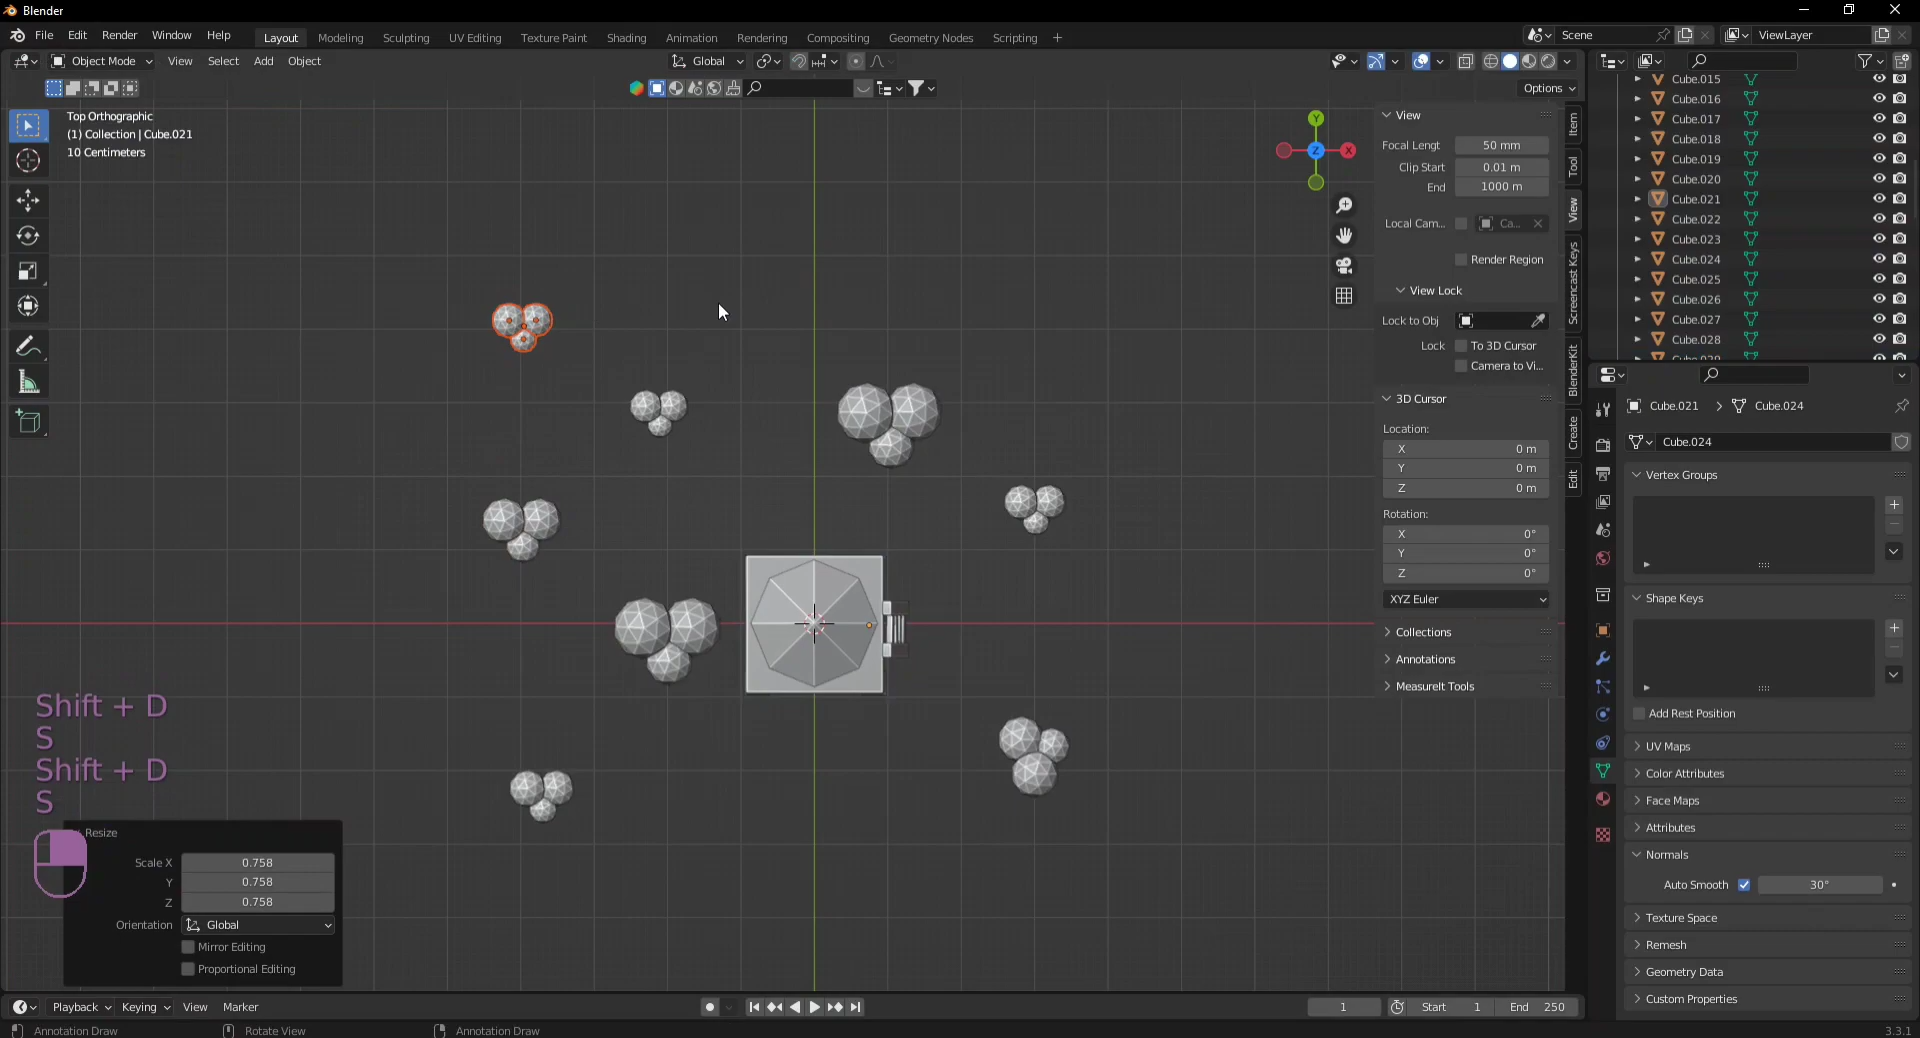 Blender
File Edit Render Window Help Layout Modeling Sculpting UV Editing Texture Paint Shading Animation Rendering Compositing Geometry Nodes Scripting + Scene ViewLayer
Object Mode View Select Add Object Global
Options
Top Orthographic
(1) Collection | Cube.021
10 Centimeters
Y
Z
X
View
Focal Lengt 50 mm
Clip Start 0.01 m
End 1000 m
Local Cam... Ca...
Render Region
View Lock
Lock to Obj
Lock To 3D Cursor
Camera to Vi...
3D Cursor
Location:
X 0 m
Y 0 m
Z 0 m
Rotation:
X 0°
Y 0°
Z 0°
XYZ Euler
Collections
Annotations
MeasureIt Tools
Item
Tool
View
Screencast Keys
BlenderKit
Create
Edit
Cube.015
Cube.016
Cube.017
Cube.018
Cube.019
Cube.020
Cube.021
Cube.022
Cube.023
Cube.024
Cube.025
Cube.026
Cube.027
Cube.028
Cube.029
Cube.021 > Cube.024
Cube.024
Vertex Groups
Shape Keys
Add Rest Position
UV Maps
Color Attributes
Face Maps
Attributes
Normals
Auto Smooth 30°
Texture Space
Remesh
Geometry Data
Custom Properties
Shift + D
S
Shift + D
S
Resize
Scale X 0.758
Y 0.758
Z 0.758
Orientation Global
Mirror Editing
Proportional Editing
Playback Keying View Marker 1 Start 1 End 250
Annotation Draw Rotate View Annotation Draw 3.3.1